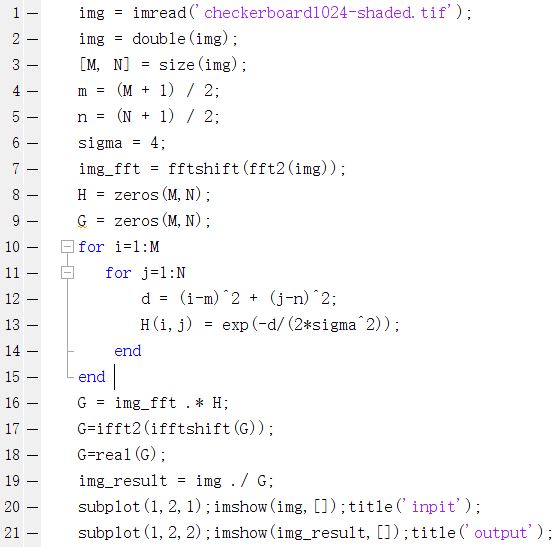 1 — img = imread('checkerboard1024-shaded.tif');
2 — img = double(img);
3 — [M, N] = size(img);
4 — m = (M + 1) / 2;
5 — n = (N + 1) / 2;
6 — sigma = 4;
7 — img_fft = fftshift(fft2(img));
8 — H = zeros(M,N);
9 — G = zeros(M,N);
10 — for i=1:M
11 — for j=1:N
12 — d = (i-m)^2 + (j-n)^2;
13 — H(i,j) = exp(-d/(2*sigma^2));
14 — end
15 — end
16 — G = img_fft .* H;
17 — G=ifft2(ifftshift(G));
18 — G=real(G);
19 — img_result = img ./ G;
20 — subplot(1,2,1);imshow(img,[]);title('inpit');
21 — subplot(1,2,2);imshow(img_result,[]);title('output');